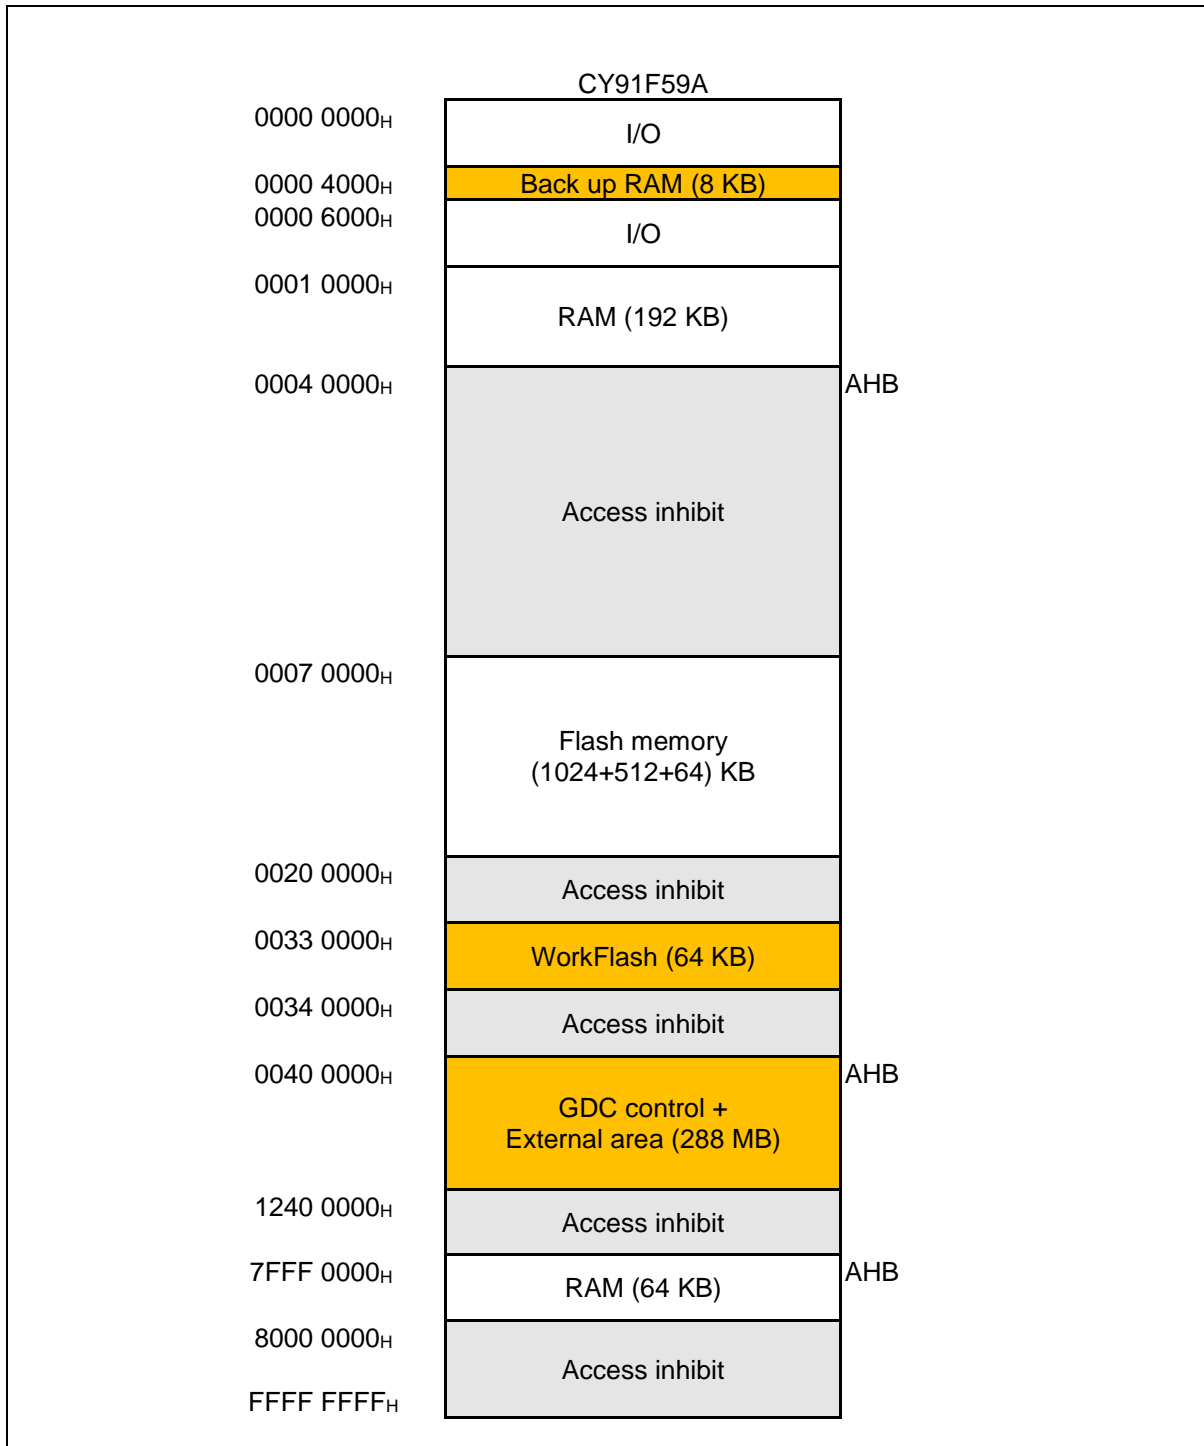 CY91F59A
0000 0000H
I/O
0000 4000H
Back up RAM (8 KB)
0000 6000H
I/O
0001 0000H
RAM (192 KB)
0004 0000H
AHB
Access inhibit
0007 0000H
Flash memory
(1024+512+64) KB
0020 0000H
Access inhibit
0033 0000H
WorkFlash (64 KB)
0034 0000H
Access inhibit
0040 0000H
AHB
GDC control +
External area (288 MB)
1240 0000H
Access inhibit
7FFF 0000H
AHB
RAM (64 KB)
8000 0000H
Access inhibit
FFFF FFFFH